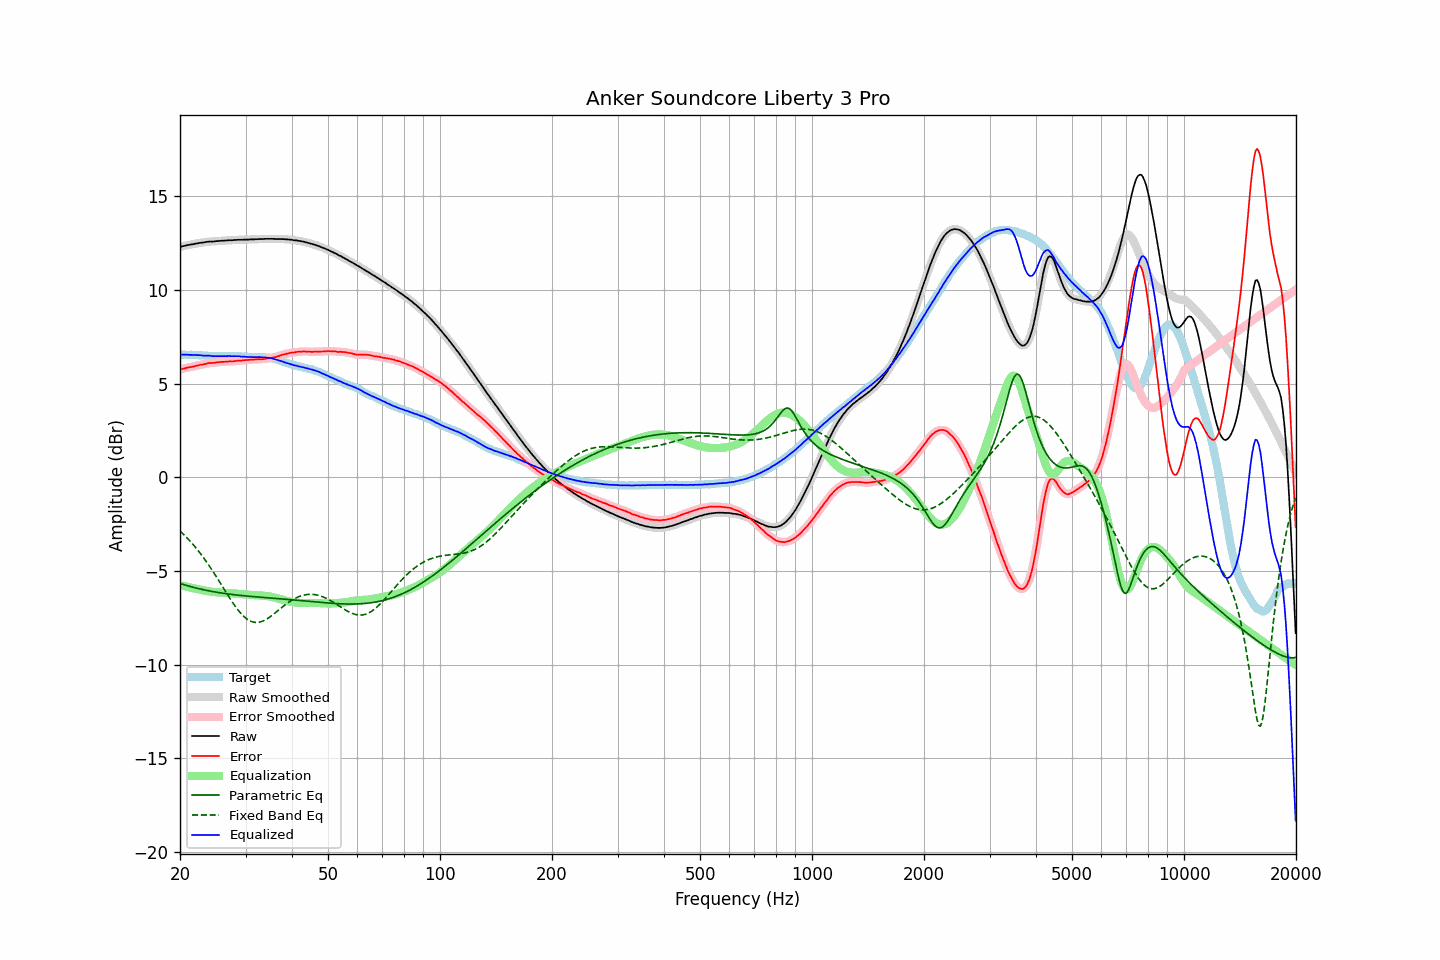 Anker Soundcore Liberty 3 Pro
15
10
5
0
−5
−10
−15
−20
Amplitude (dBr)
Target
Raw Smoothed
Error Smoothed
Raw
Error
Equalization
Parametric Eq
Fixed Band Eq
Equalized
20 50 100 200 500 1000 2000 5000 10000 20000
Frequency (Hz)